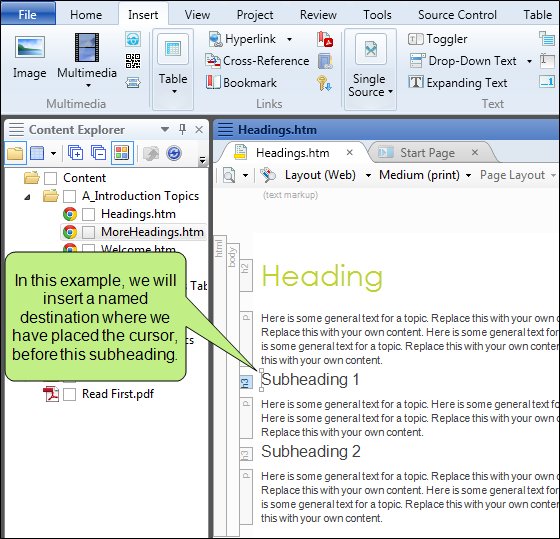 File Home Insert View Project Review Tools Source Control Table
Image
Multimedia
Table
Hyperlink
Cross-Reference
Bookmark
Single
Source
Toggler
Drop-Down Text
Expanding Text
Multimedia Links Text
Content Explorer
Headings.htm
Headings.htm Start Page
Layout (Web) Medium (print) Page Layout
(text markup)
Content
A_Introduction Topics
Headings.htm
MoreHeadings.htm
Welcome.htm
In this example, we will
insert a named
destination where we
have placed the cursor,
before this subheading.
Read First.pdf
html
body
h2
Heading
p
Here is some general text for a topic. Replace this with your own
Replace this with your own content. Here is some general text for
is some general text for a topic. Replace this with your own content.
this with your own content.
h3
Subheading 1
p
Here is some general text for a topic. Here is some general text for
Here is some general text for a topic. Replace this with your own
Replace this with your own content.
h3
Subheading 2
p
Here is some general text for a topic. Replace this with your own
Replace this with your own content. Here is some general text for
is some general text for a topic. Replace this with your own content.
this with your own content.